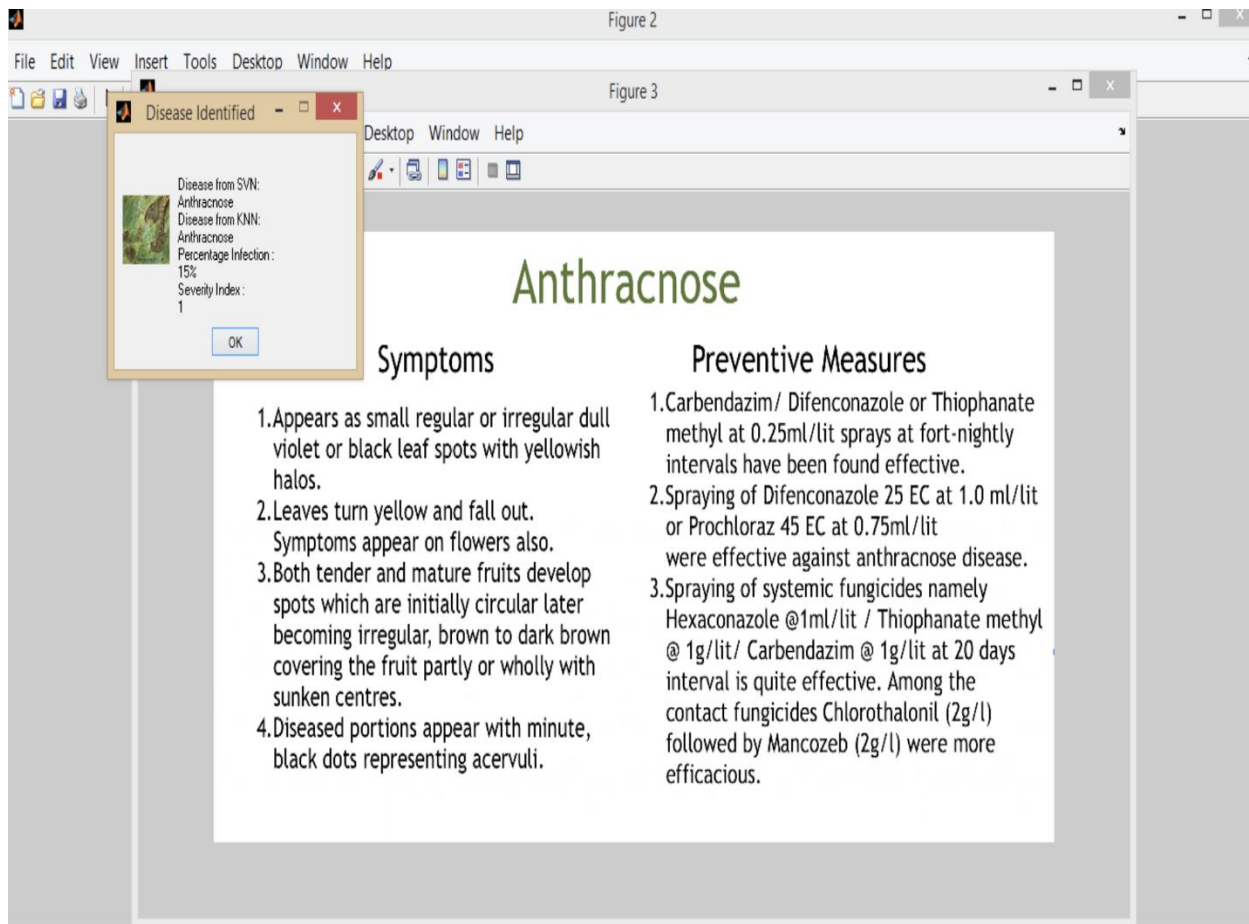 Figure 2
File Edit View Insert Tools Desktop Window Help
Figure 3
Desktop Window Help
Disease Identified
Disease from SVN:
Anthracnose
Disease from KNN:
Anthracnose
Percentage Infection :
15%
Severity Index :
1
OK
Anthracnose
Symptoms
1.Appears as small regular or irregular dull
violet or black leaf spots with yellowish
halos.
2.Leaves turn yellow and fall out.
Symptoms appear on flowers also.
3.Both tender and mature fruits develop
spots which are initially circular later
becoming irregular, brown to dark brown
covering the fruit partly or wholly with
sunken centres.
4.Diseased portions appear with minute,
black dots representing acervuli.
Preventive Measures
1.Carbendazim/ Difenconazole or Thiophanate
methyl at 0.25ml/lit sprays at fort-nightly
intervals have been found effective.
2.Spraying of Difenconazole 25 EC at 1.0 ml/lit
or Prochloraz 45 EC at 0.75ml/lit
were effective against anthracnose disease.
3.Spraying of systemic fungicides namely
Hexaconazole @1ml/lit / Thiophanate methyl
@ 1g/lit/ Carbendazim @ 1g/lit at 20 days
interval is quite effective. Among the
contact fungicides Chlorothalonil (2g/l)
followed by Mancozeb (2g/l) were more
efficacious.